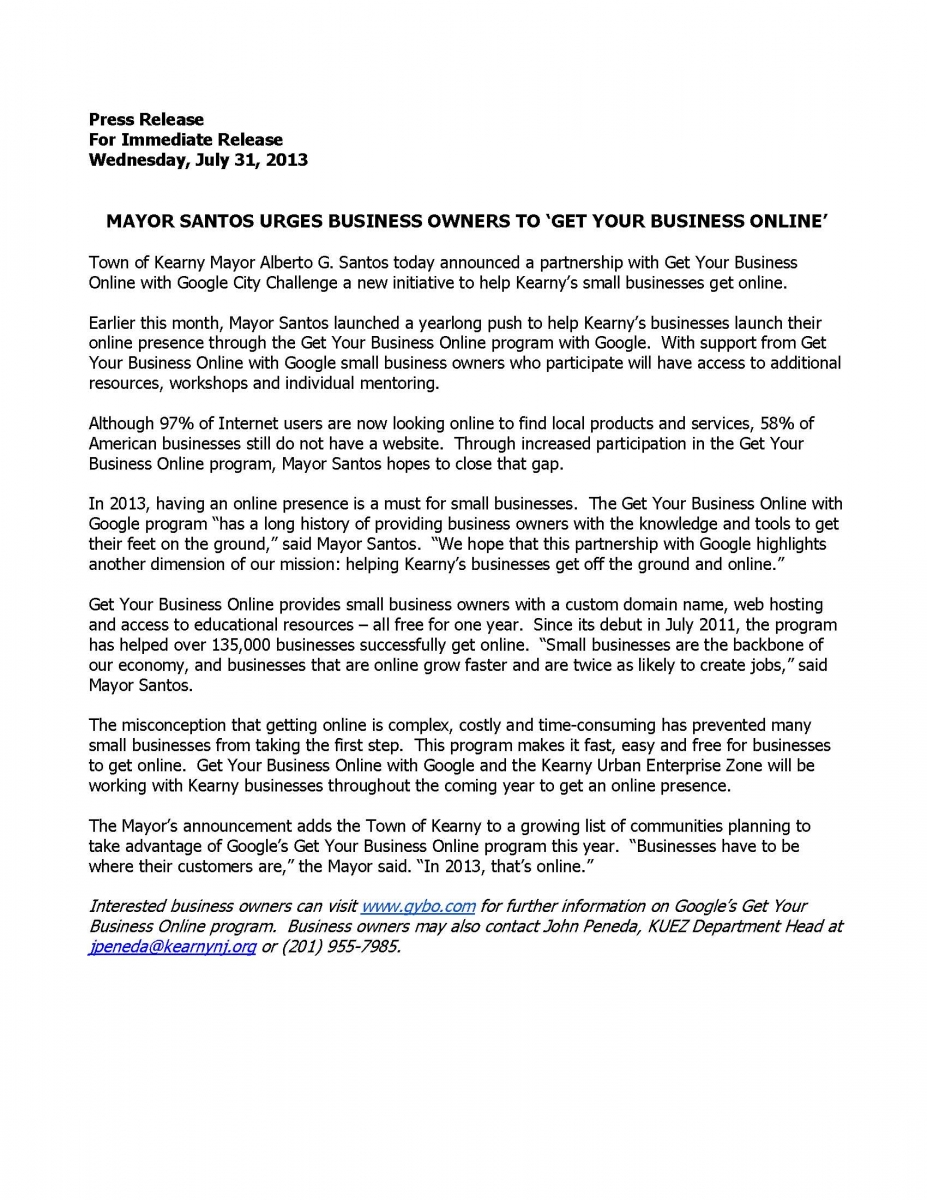 Press Release
For Immediate Release
Wednesday, July 31, 2013
MAYOR SANTOS URGES BUSINESS OWNERS TO ‘GET YOUR BUSINESS ONLINE’
Town of Kearny Mayor Alberto G. Santos today announced a partnership with Get Your Business
Online with Google City Challenge a new initiative to help Kearny’s small businesses get online.
Earlier this month, Mayor Santos launched a yearlong push to help Kearny’s businesses launch their
online presence through the Get Your Business Online program with Google.  With support from Get
Your Business Online with Google small business owners who participate will have access to additional
resources, workshops and individual mentoring.
Although 97% of Internet users are now looking online to find local products and services, 58% of
American businesses still do not have a website.  Through increased participation in the Get Your
Business Online program, Mayor Santos hopes to close that gap.
In 2013, having an online presence is a must for small businesses.  The Get Your Business Online with
Google program “has a long history of providing business owners with the knowledge and tools to get
their feet on the ground,” said Mayor Santos.  “We hope that this partnership with Google highlights
another dimension of our mission: helping Kearny’s businesses get off the ground and online.”
Get Your Business Online provides small business owners with a custom domain name, web hosting
and access to educational resources – all free for one year.  Since its debut in July 2011, the program
has helped over 135,000 businesses successfully get online.  “Small businesses are the backbone of
our economy, and businesses that are online grow faster and are twice as likely to create jobs,” said
Mayor Santos.
The misconception that getting online is complex, costly and time-consuming has prevented many
small businesses from taking the first step.  This program makes it fast, easy and free for businesses
to get online.  Get Your Business Online with Google and the Kearny Urban Enterprise Zone will be
working with Kearny businesses throughout the coming year to get an online presence.
The Mayor’s announcement adds the Town of Kearny to a growing list of communities planning to
take advantage of Google’s Get Your Business Online program this year.  “Businesses have to be
where their customers are,” the Mayor said. “In 2013, that’s online.”
Interested business owners can visit www.gybo.com for further information on Google’s Get Your
Business Online program.  Business owners may also contact John Peneda, KUEZ Department Head at
jpeneda@kearnynj.org or (201) 955-7985.